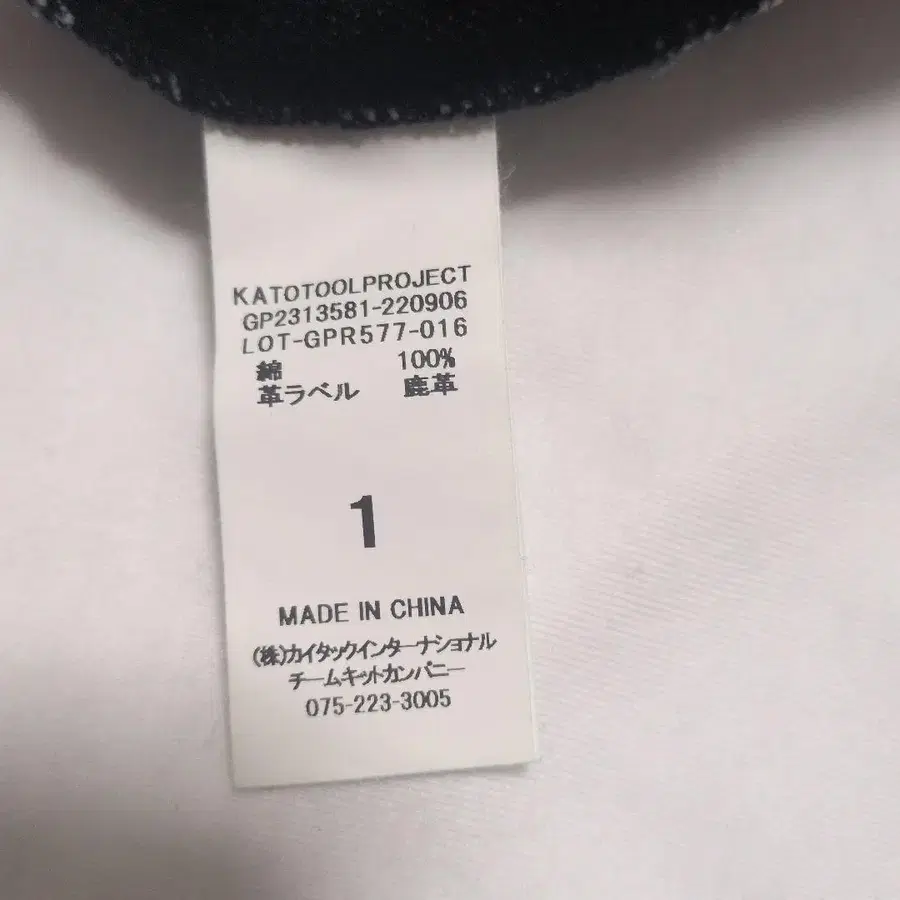 KATOTOOLPROJECT
GP2313581-220906
LOT-GPR577-016
綿 100%
革ラベル 鹿革
1
MADE IN CHINA
(株)カイタックインターナショナル
チームキットカンパニー
075-223-3005